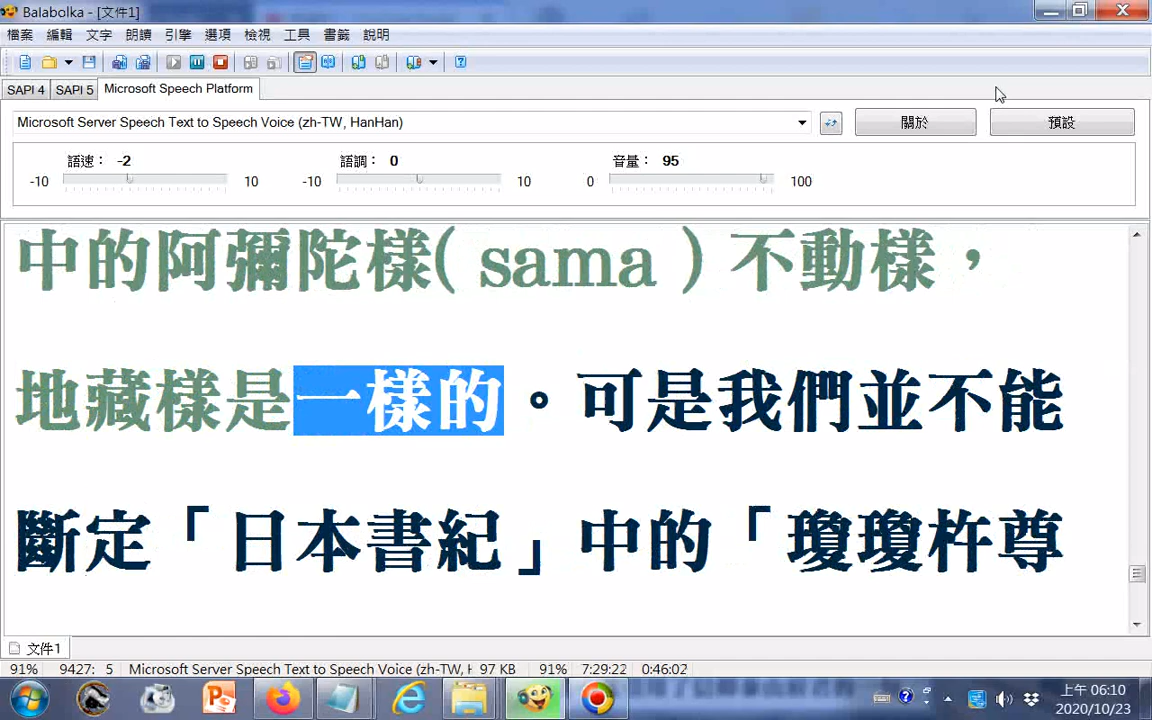 Balabolka - [文件1]
檔案 編輯 文字 朗讀 引擎 選項 檢視 工具 書籤 說明
SAPI 4 SAPI 5 Microsoft Speech Platform
Microsoft Server Speech Text to Speech Voice (zh-TW, HanHan) 關於 預設
語速: -2 語調: 0 音量: 95
-10 10 -10 10 0 100
中的阿彌陀樣( sama ) 不動樣，
地藏樣是一樣的。可是我們並不能
斷定「日本書紀」中的「瓊瓊杵尊
文件1
91% 9427: 5 Microsoft Server Speech Text to Speech Voice (zh-TW, H 97 KB 91% 7:29:22 0:46:02
上午 06:10
2020/10/23